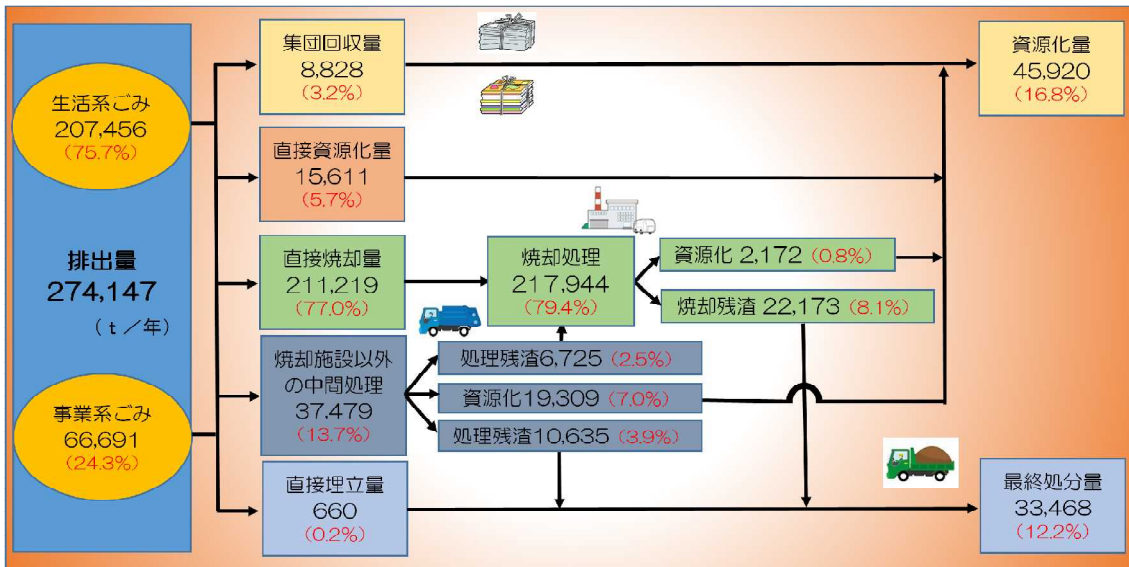 生活系ごみ
207,456
(75.7%)
排出量
274,147
(t/年)
事業系ごみ
66,691
(24.3%)
集団回収量
8,828
(3.2%)
直接資源化量
15,611
(5.7%)
直接焼却量
211,219
(77.0%)
焼却施設以外
の中間処理
37,479
(13.7%)
直接埋立量
660
(0.2%)
焼却処理
217,944
(79.4%)
処理残渣6,725 (2.5%)
資源化19,309 (7.0%)
処理残渣10,635 (3.9%)
資源化 2,172 (0.8%)
焼却残渣 22,173 (8.1%)
資源化量
45,920
(16.8%)
最終処分量
33,468
(12.2%)